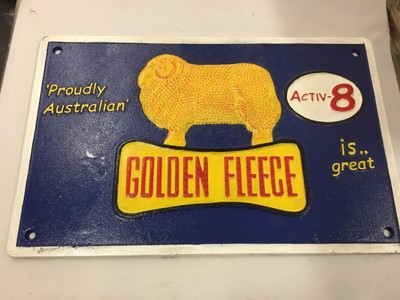 'Proudly
Australian'
ACTIV-8
GOLDEN FLEECE
is..
great